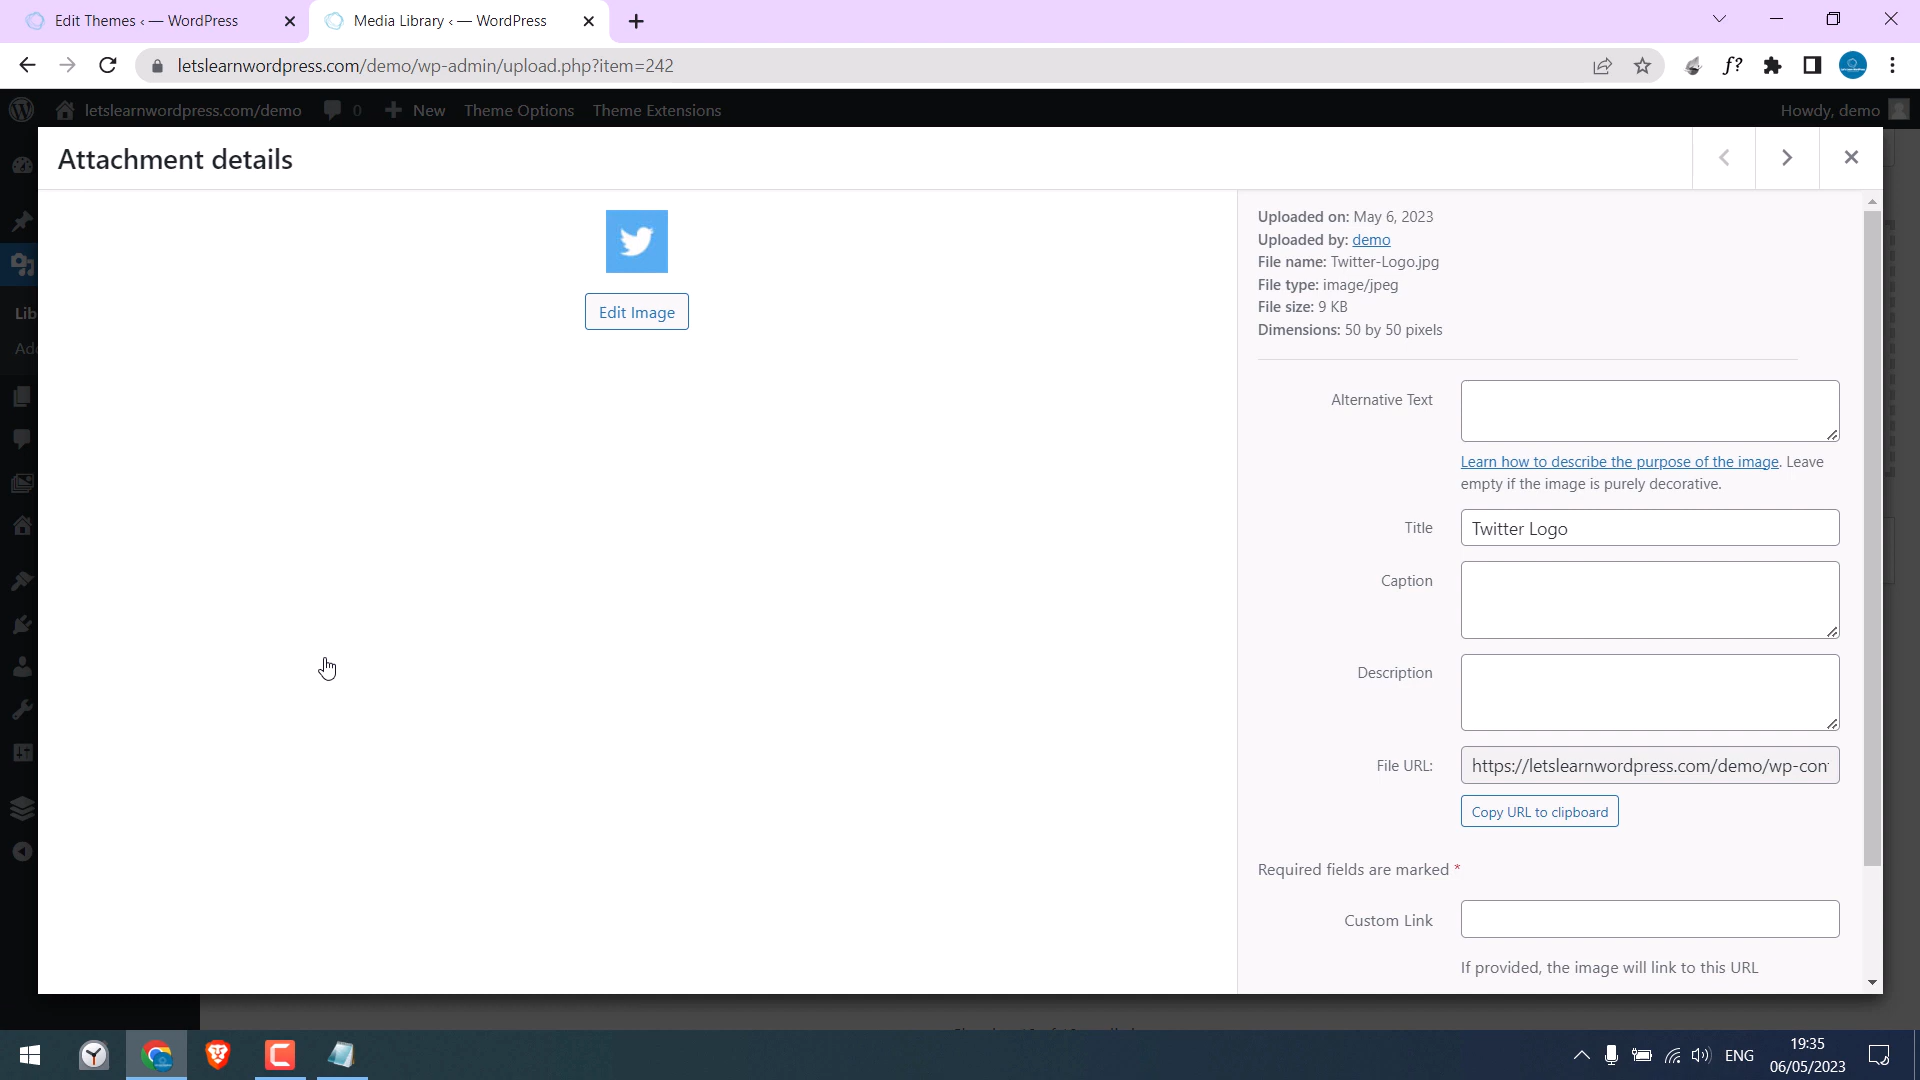 Edit Themes ‹ — WordPress
Media Library ‹ — WordPress
letslearnwordpress.com/demo/wp-admin/upload.php?item=242
f?
letslearnwordpress.com/demo
0
New
Theme Options
Theme Extensions
Howdy, demo
Attachment details
Lib
Ad
Edit Image
Uploaded on: May 6, 2023
Uploaded by: demo
File name: Twitter-Logo.jpg
File type: image/jpeg
File size: 9 KB
Dimensions: 50 by 50 pixels
Alternative Text
Learn how to describe the purpose of the image. Leave
empty if the image is purely decorative.
Title
Twitter Logo
Caption
Description
File URL:
https://letslearnwordpress.com/demo/wp-con
Copy URL to clipboard
Required fields are marked *
Custom Link
If provided, the image will link to this URL
ENG
19:35
06/05/2023